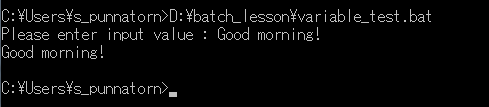 C:¥Users¥s_punnatorn>D:¥batch_lesson¥variable_test.bat
Please enter input value : Good morning!
Good morning!
C:¥Users¥s_punnatorn>